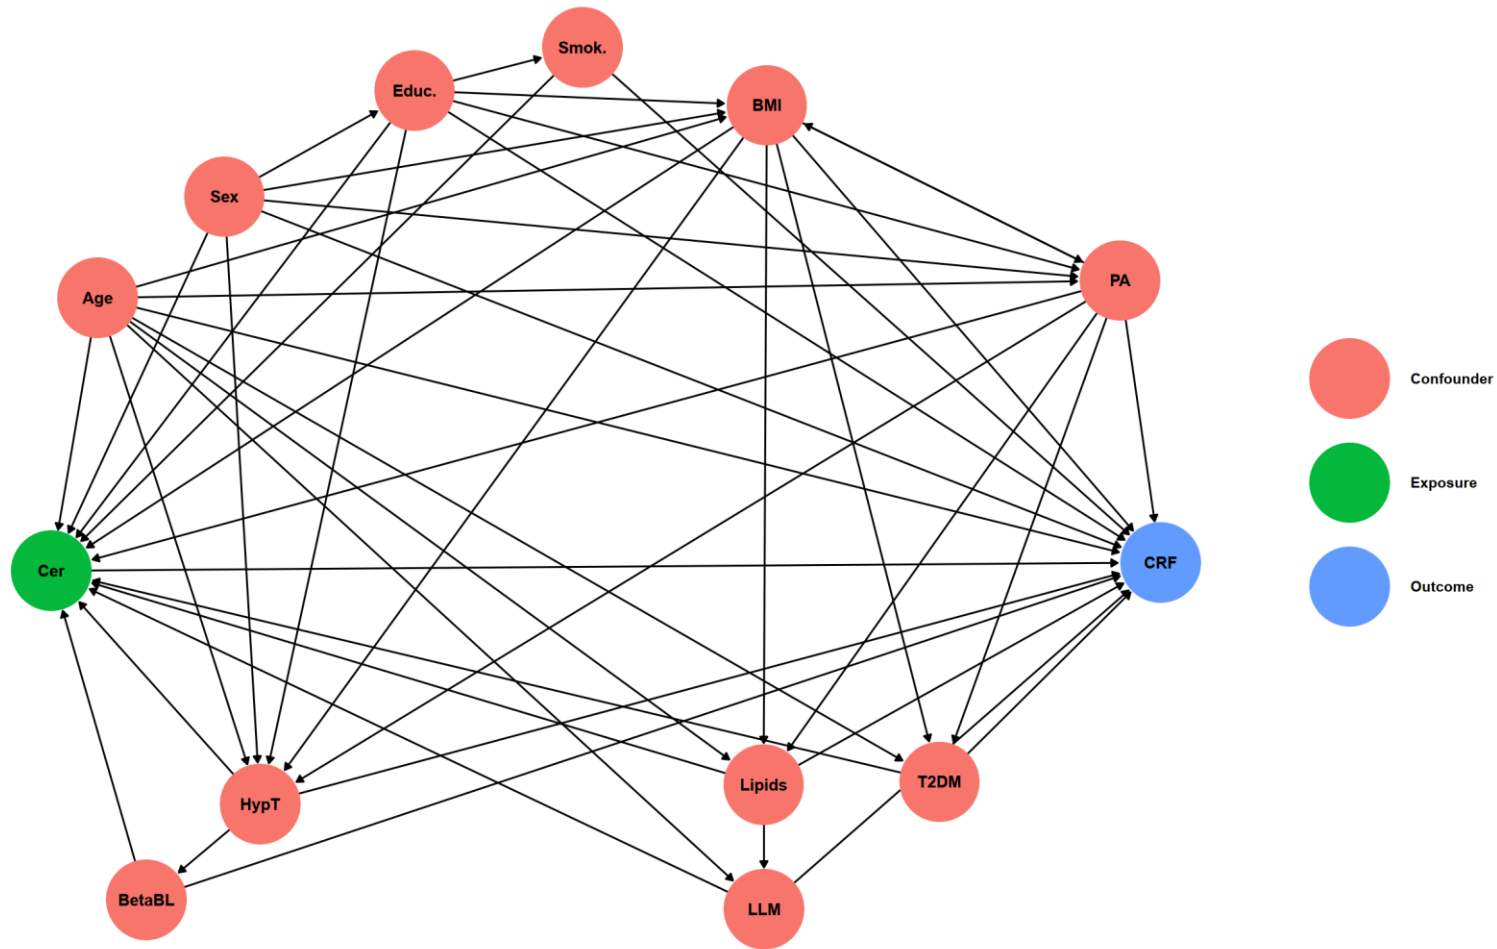 Smok.
Educ.
BMI
Sex
PA
Age
Confounder
Exposure
Cer
CRF
Outcome
HypT
Lipids
T2DM
BetaBL
LLM